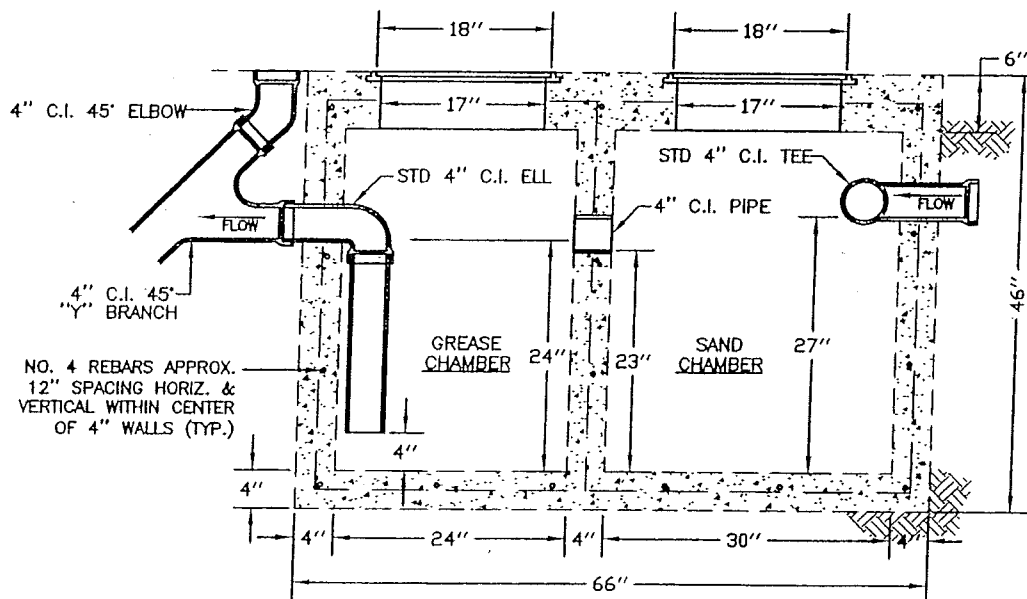 18"
18"
6"
4" C.I. 45° ELBOW
17"
17"
STD 4" C.I. ELL
STD 4" C.I. TEE
4" C.I. PIPE
FLOW
FLOW
4" C.I. 45°
"Y" BRANCH
46"
NO. 4 REBARS APPROX.
12" SPACING HORIZ. &
VERTICAL WITHIN CENTER
OF 4" WALLS (TYP.)
GREASE
CHAMBER
24"
23"
SAND
CHAMBER
27"
4"
4"
4"
24"
4"
30"
4"
66"